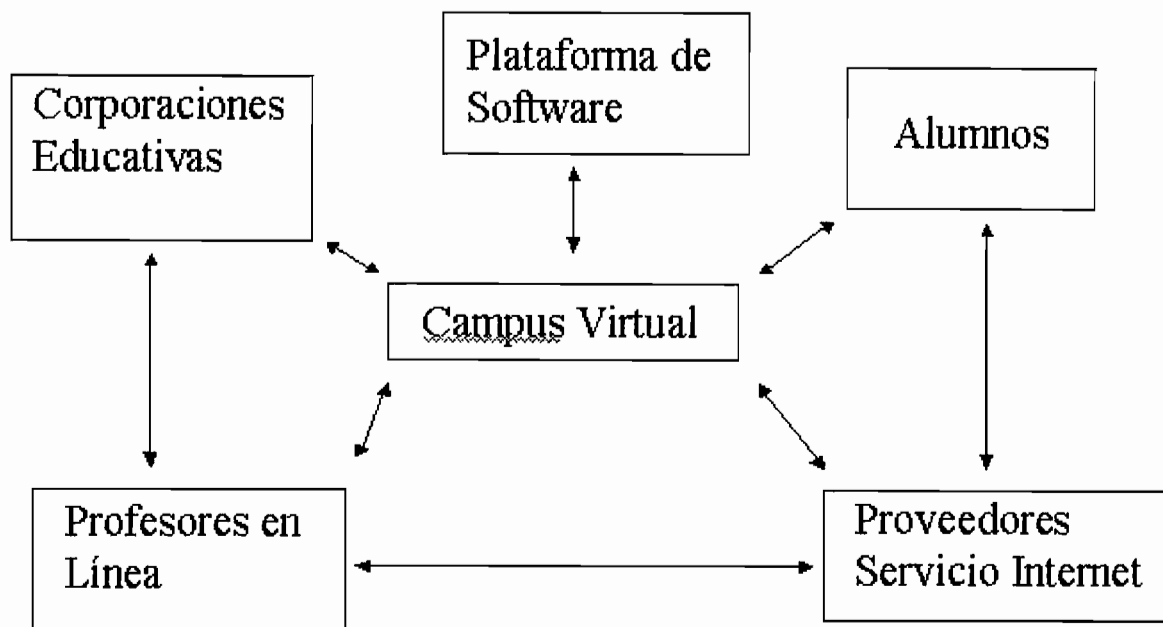 Plataforma de
Software
Corporaciones
Educativas
Alumnos
Campus Virtual
Profesores en
Línea
Proveedores
Servicio Internet